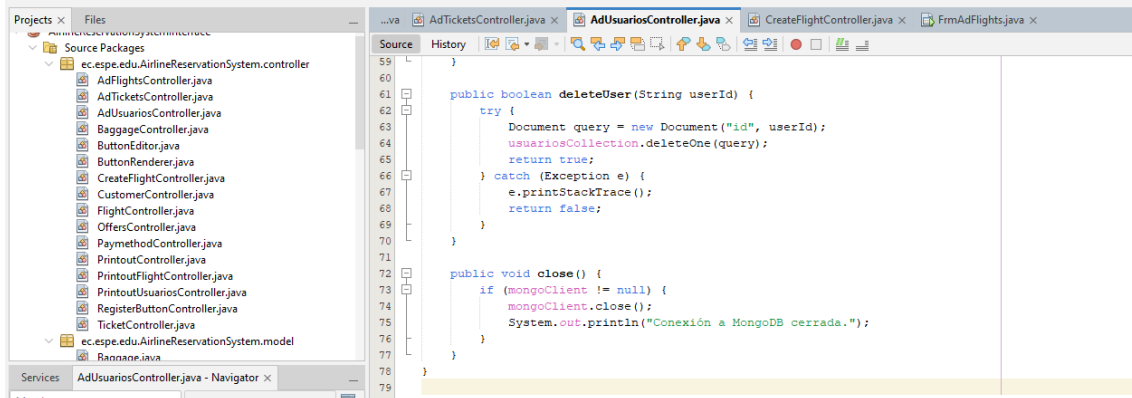 Projects Files
Source Packages
ec.espe.edu.AirlineReservationSystem.controller
AdFlightsController.java
AdTicketsController.java
AdUsuariosController.java
BaggageController.java
ButtonEditor.java
ButtonRenderer.java
CreateFlightController.java
CustomerController.java
FlightController.java
OffersController.java
PaymethodController.java
PrintoutController.java
PrintoutFlightController.java
PrintoutUsuariosController.java
RegisterButtonController.java
TicketController.java
ec.espe.edu.AirlineReservationSystem.model
Baggage.java
Services AdUsuariosController.java - Navigator
...va AdTicketsController.java AdUsuariosController.java CreateFlightController.java FrmAdFlights.java
Source History
59 }
60
61 public boolean deleteUser(String userId) {
62 try {
63 Document query = new Document("id", userId);
64 usuariosCollection.deleteOne(query);
65 return true;
66 } catch (Exception e) {
67 e.printStackTrace();
68 return false;
69 }
70 }
71
72 public void close() {
73 if (mongoClient != null) {
74 mongoClient.close();
75 System.out.println("Conexión a MongoDB cerrada.");
76 }
77 }
78 }
79